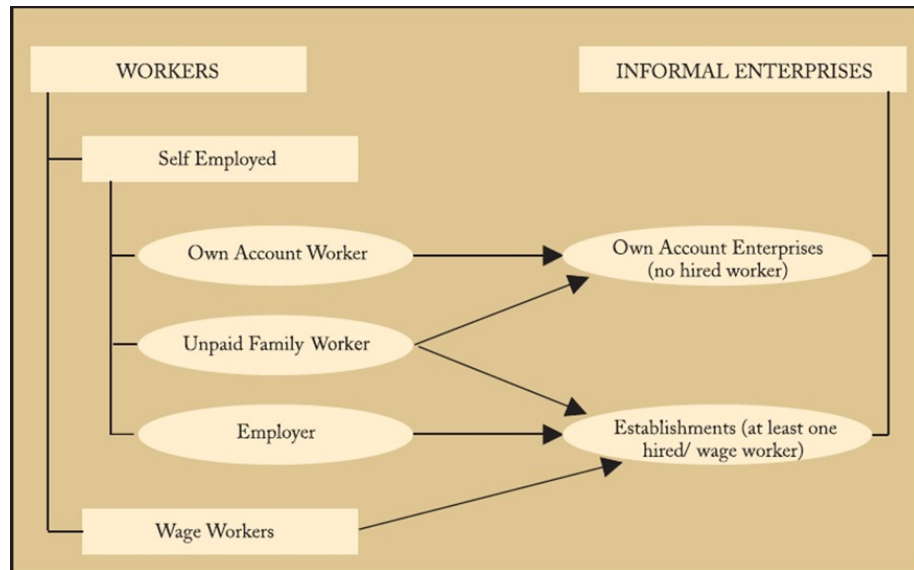 WORKERS
INFORMAL ENTERPRISES
Self Employed
Own Account Worker
Own Account Enterprises
(no hired worker)
Unpaid Family Worker
Employer
Establishments (at least one
hired/ wage worker)
Wage Workers